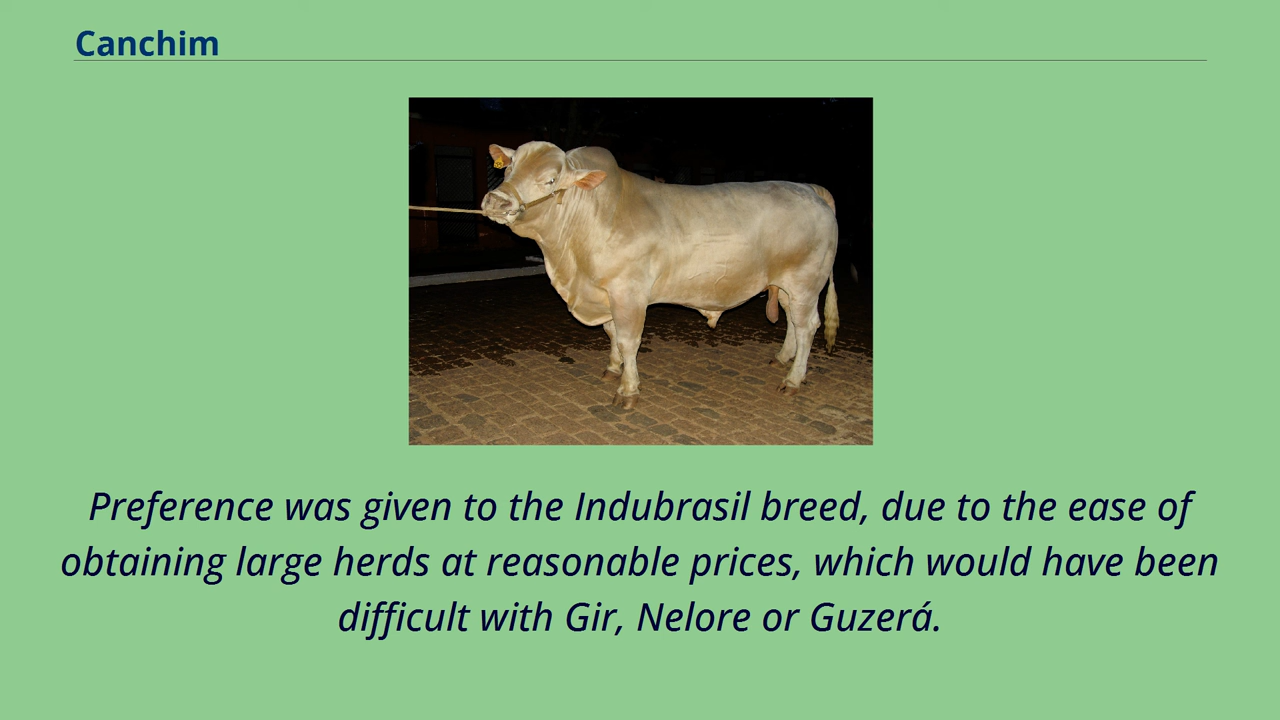 Canchim
Preference was given to the Indubrasil breed, due to the ease of
obtaining large herds at reasonable prices, which would have been
difficult with Gir, Nelore or Guzerá.